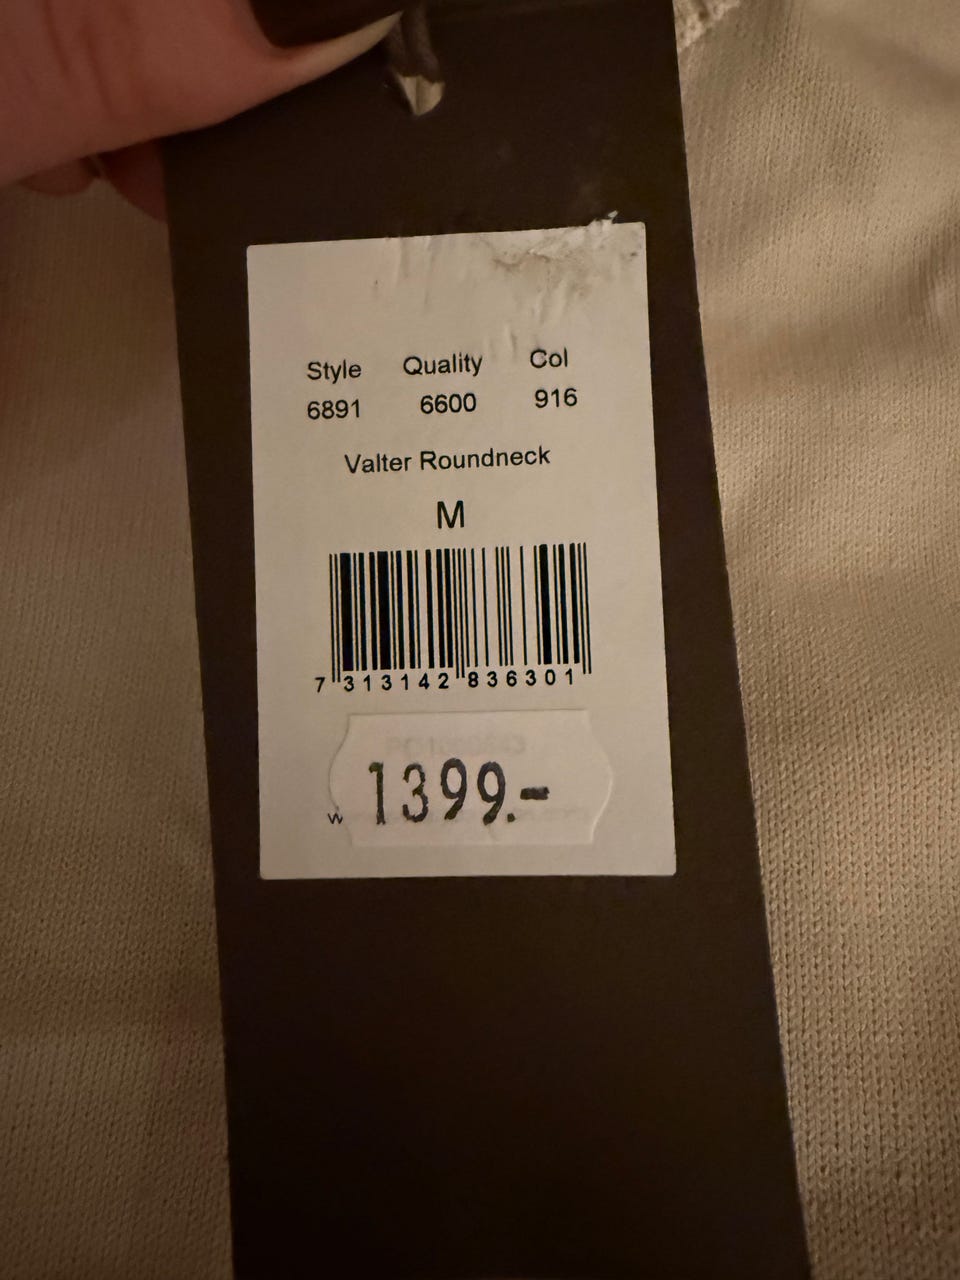 Style Quality Col
6891 6600 916
Valter Roundneck
M
7 313142 836301
1399.-
w